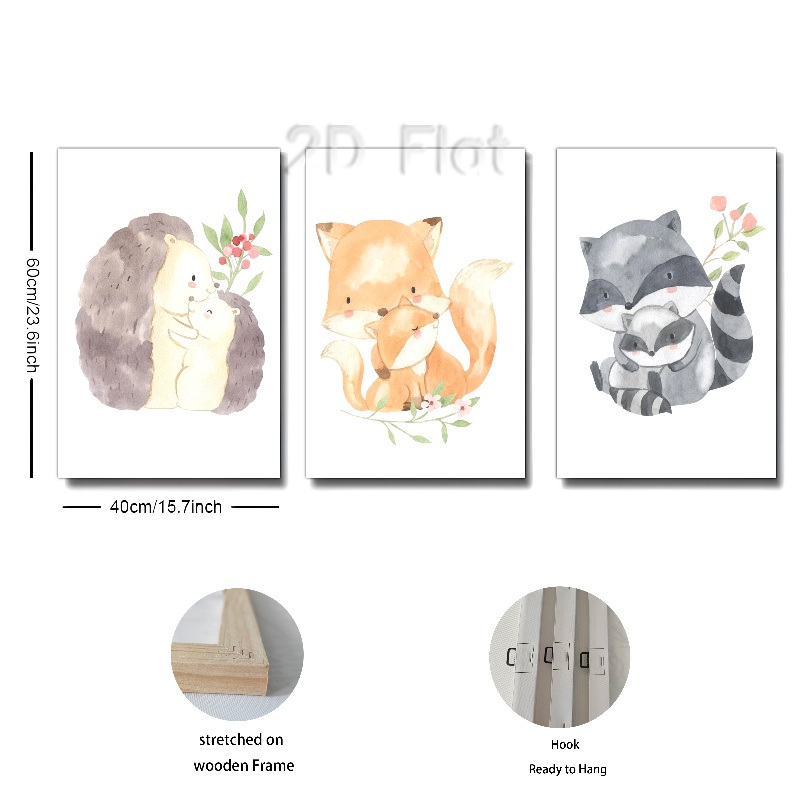 2D Flat
60cm/23.6inch
40cm/15.7inch
stretched on
wooden Frame
Hook
Ready to Hang